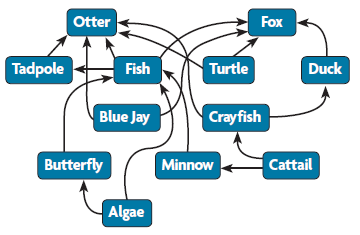 Otter
Fox
Tadpole
Fish
Turtle
Duck
Blue Jay
Crayfish
Butterfly
Minnow
Cattail
Algae